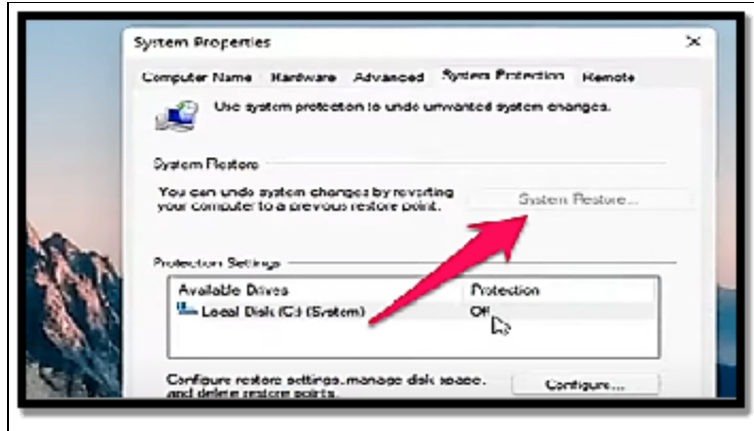 System Properties
Computer Name Hardware Advanced System Protection Remote
Use system protection to undo unwanted system changes.
System Restore
You can undo system changes by reverting
your computer to a previous restore point.
System Restore...
Protection Settings
Available Drives Protection
Local Disk (C:) (System) Off
Configure restore settings, manage disk space,
and delete restore points.
Configure...